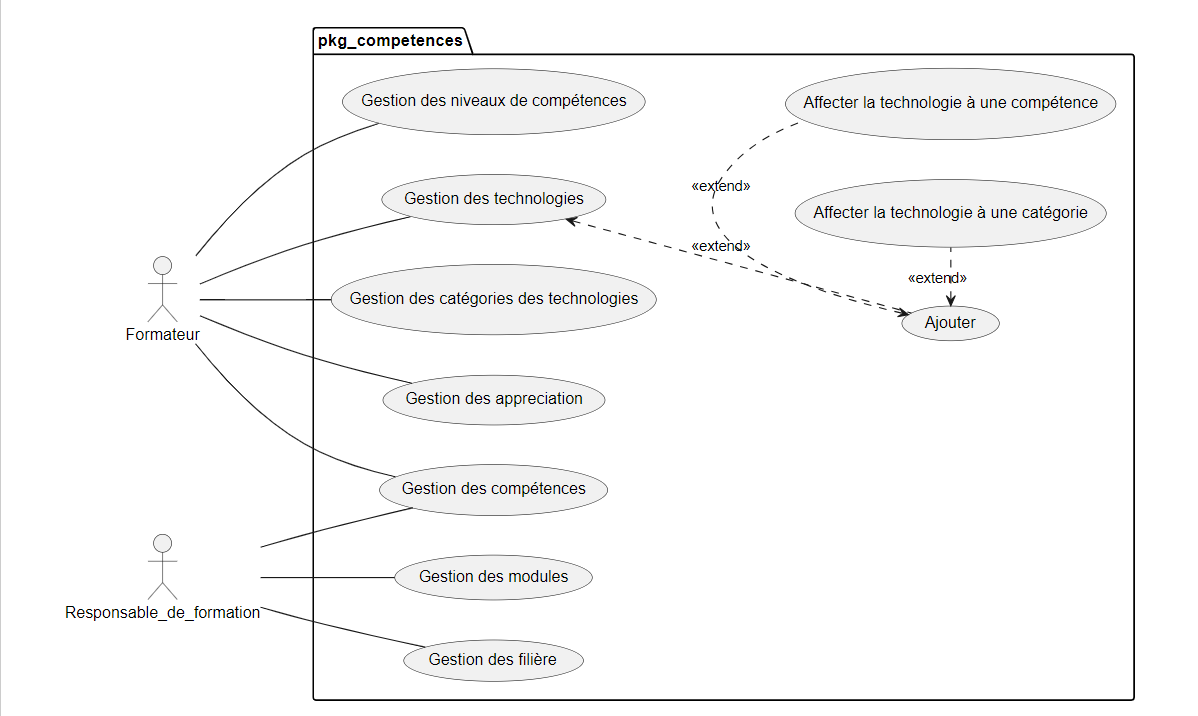 pkg_competences
Gestion des niveaux de compétences
Affecter la technologie à une compétence
«extend»
Gestion des technologies
Affecter la technologie à une catégorie
«extend»
«extend»
Gestion des catégories des technologies
Ajouter
Formateur
Gestion des appreciation
Gestion des compétences
Gestion des modules
Responsable_de_formation
Gestion des filière